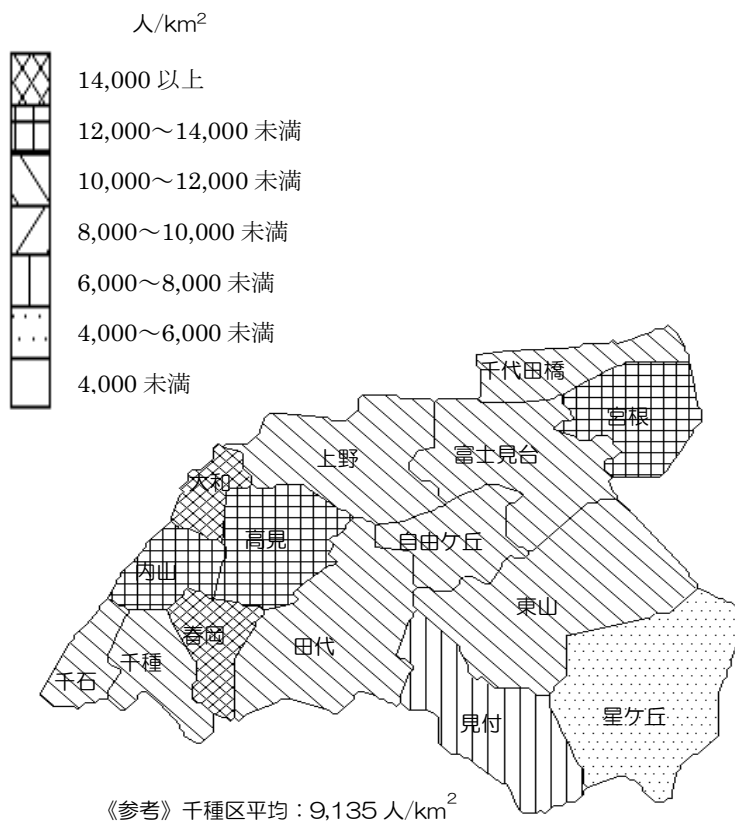 人/km²
14,000 以上
12,000～14,000 未満
10,000～12,000 未満
8,000～10,000 未満
6,000～8,000 未満
4,000～6,000 未満
4,000 未満
千代田橋
宮根
上野
富士見台
大和
高見
自由ケ丘
内山
東山
春岡
千種
田代
千石
見付
星ケ丘
《参考》千種区平均：9,135 人/km²